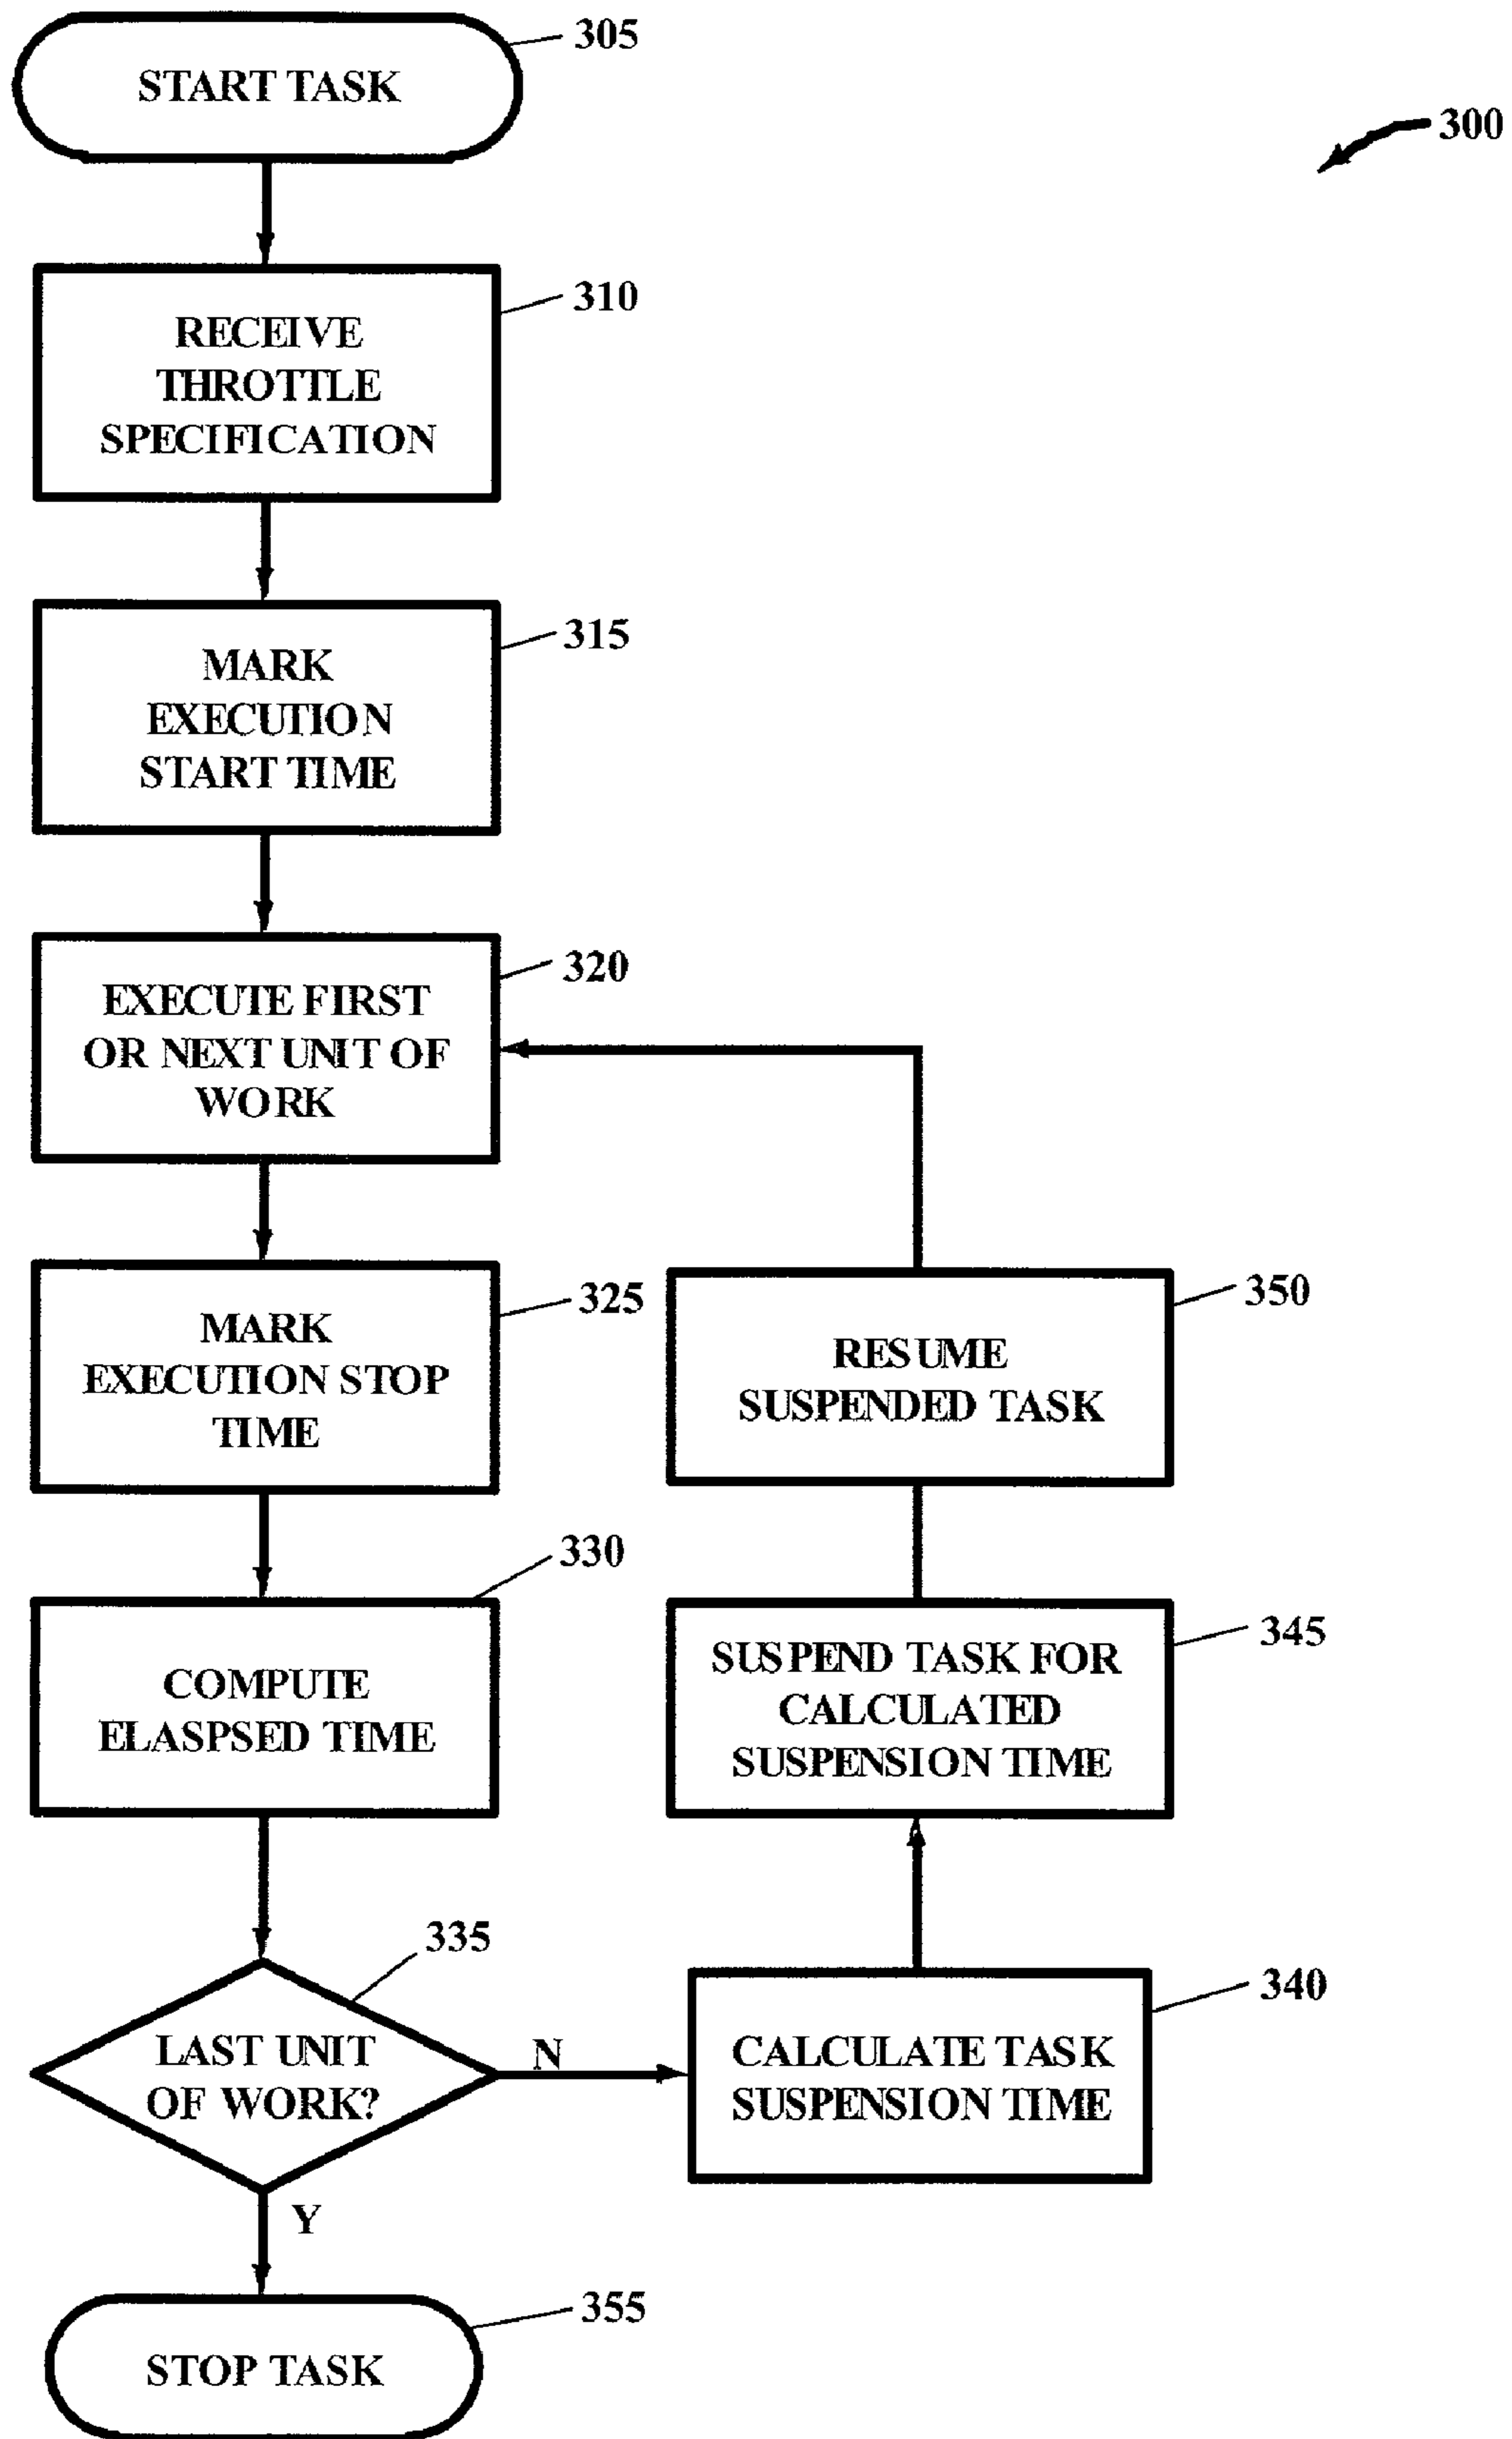 305
START TASK
300
310
RECEIVE
THROTTLE
SPECIFICATION
315
MARK
EXECUTION
START TIME
320
EXECUTE FIRST
OR NEXT UNIT OF
WORK
325
MARK
EXECUTION STOP
TIME
350
RESUME
SUSPENDED TASK
330
COMPUTE
ELASPSED TIME
345
SUSPEND TASK FOR
CALCULATED
SUSPENSION TIME
335
LAST UNIT
OF WORK?
N
Y
340
CALCULATE TASK
SUSPENSION TIME
355
STOP TASK